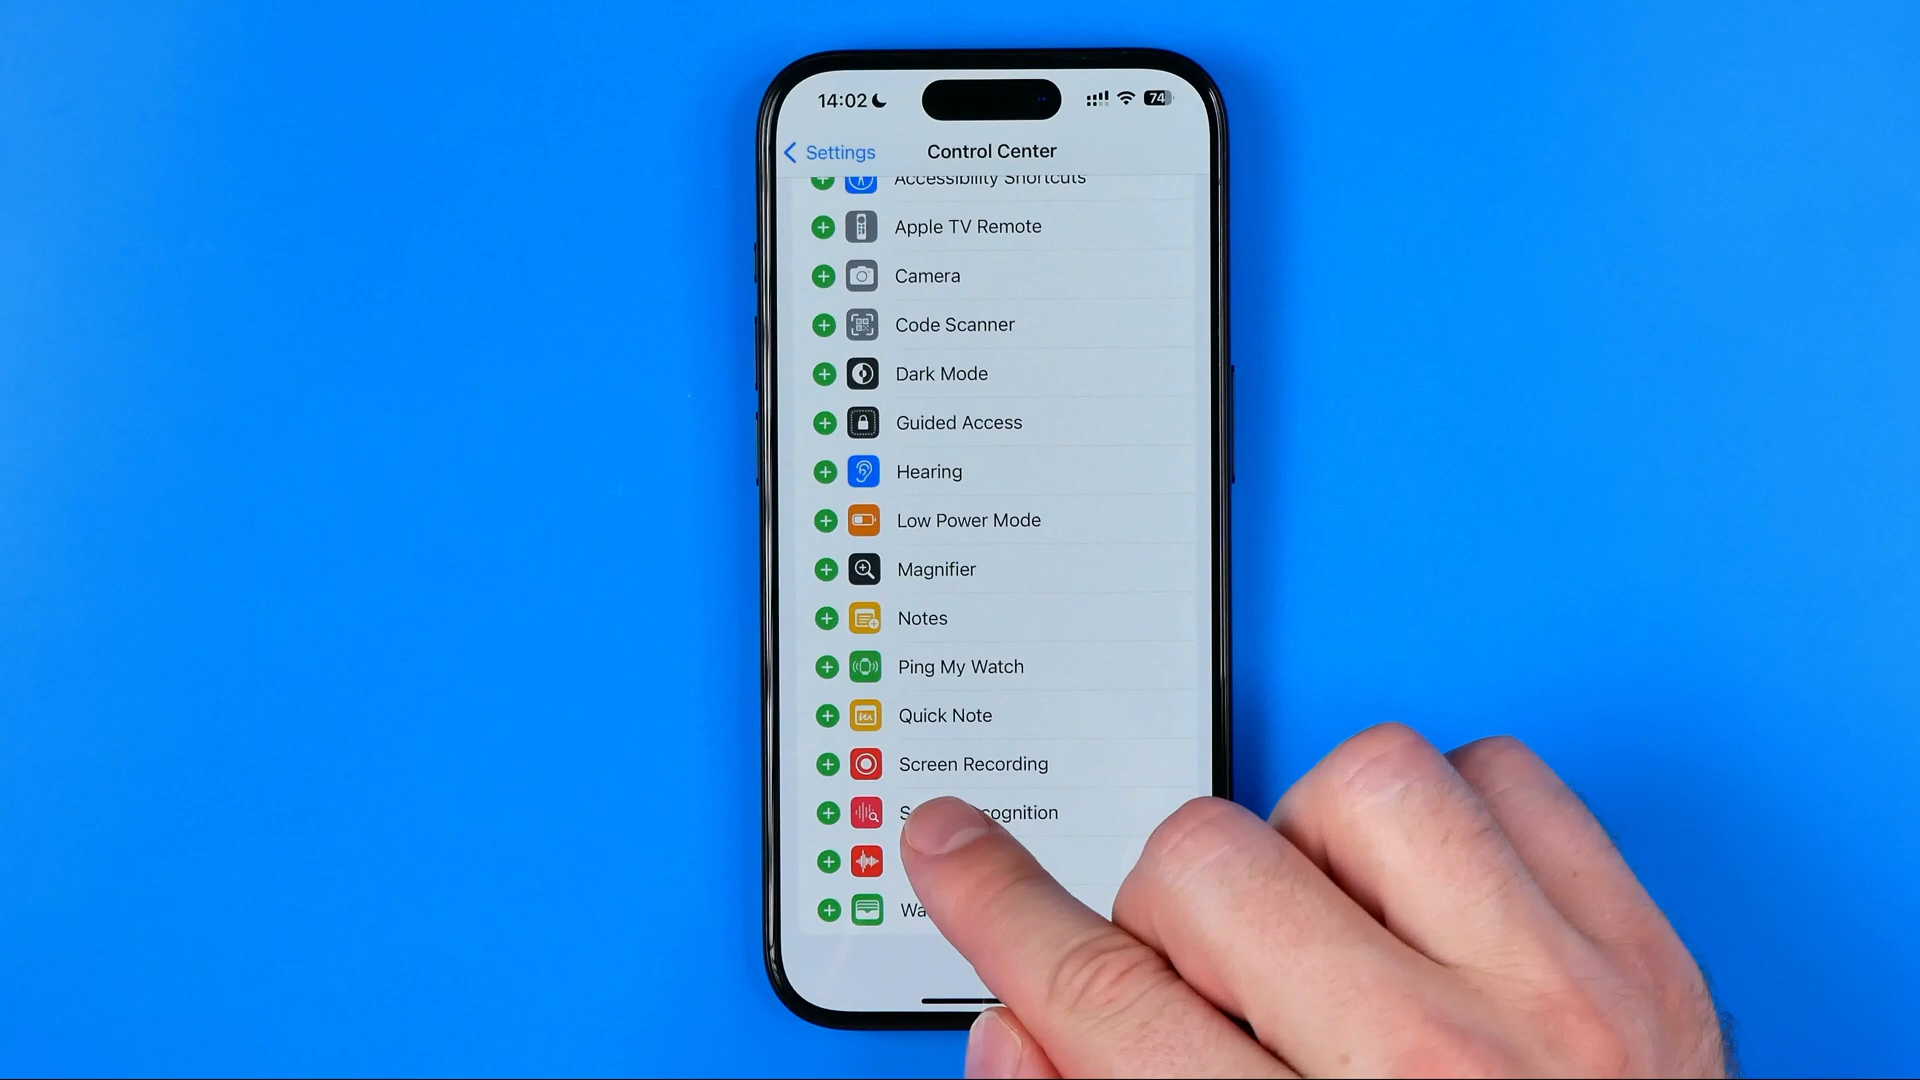 14:02
74
Settings
Control Center
Accessibility Shortcuts
Apple TV Remote
Camera
Code Scanner
Dark Mode
Guided Access
Hearing
Low Power Mode
Magnifier
Notes
Ping My Watch
Quick Note
Screen Recording